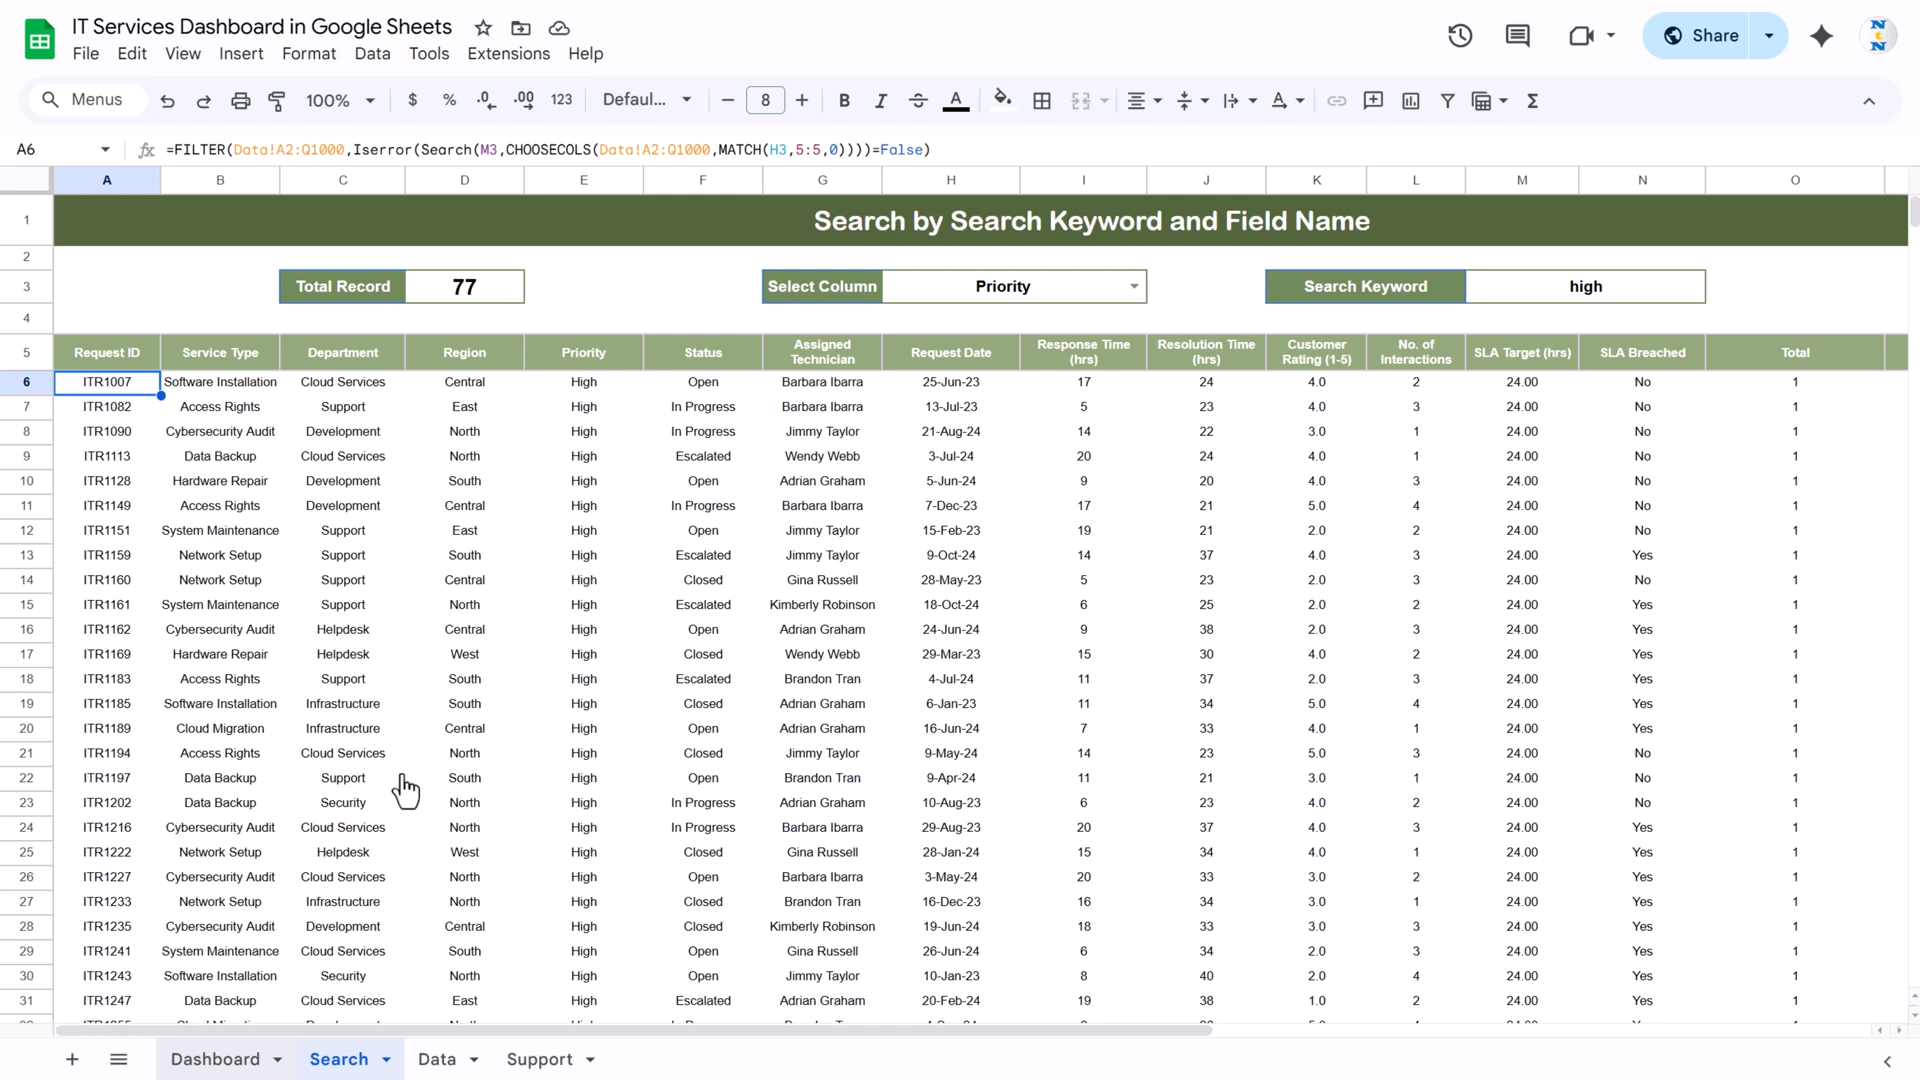 IT Services Dashboard in Google Sheets
File Edit View Insert Format Data Tools Extensions Help
Share
Menus 100% $ % .0 .00 123 Defaul... 8 B I A
A6 fx =FILTER(Data!A2:Q1000,Iserror(Search(M3,CHOOSECOLS(Data!A2:Q1000,MATCH(H3,5:5,0))))=False)
A B C D E F G H I J K L M N O
1 Search by Search Keyword and Field Name
2
3 Total Record 77 Select Column Priority Search Keyword high
4
5 Request ID Service Type Department Region Priority Status Assigned Technician Request Date Response Time (hrs) Resolution Time (hrs) Customer Rating (1-5) No. of Interactions SLA Target (hrs) SLA Breached Total
6 ITR1007 Software Installation Cloud Services Central High Open Barbara Ibarra 25-Jun-23 17 24 4.0 2 24.00 No 1
7 ITR1082 Access Rights Support East High In Progress Barbara Ibarra 13-Jul-23 5 23 4.0 3 24.00 No 1
8 ITR1090 Cybersecurity Audit Development North High In Progress Jimmy Taylor 21-Aug-24 14 22 3.0 1 24.00 No 1
9 ITR1113 Data Backup Cloud Services North High Escalated Wendy Webb 3-Jul-24 20 24 4.0 1 24.00 No 1
10 ITR1128 Hardware Repair Development South High Open Adrian Graham 5-Jun-24 9 20 4.0 3 24.00 No 1
11 ITR1149 Access Rights Development Central High In Progress Barbara Ibarra 7-Dec-23 17 21 5.0 4 24.00 No 1
12 ITR1151 System Maintenance Support East High Open Jimmy Taylor 15-Feb-23 19 21 2.0 2 24.00 No 1
13 ITR1159 Network Setup Support South High Escalated Jimmy Taylor 9-Oct-24 14 37 4.0 3 24.00 Yes 1
14 ITR1160 Network Setup Support Central High Closed Gina Russell 28-May-23 5 23 2.0 3 24.00 No 1
15 ITR1161 System Maintenance Support North High Escalated Kimberly Robinson 18-Oct-24 6 25 2.0 2 24.00 Yes 1
16 ITR1162 Cybersecurity Audit Helpdesk Central High Open Adrian Graham 24-Jun-24 9 38 2.0 3 24.00 Yes 1
17 ITR1169 Hardware Repair Helpdesk West High Closed Wendy Webb 29-Mar-23 15 30 4.0 2 24.00 Yes 1
18 ITR1183 Access Rights Support South High Escalated Brandon Tran 4-Jul-24 11 37 2.0 3 24.00 Yes 1
19 ITR1185 Software Installation Infrastructure South High Closed Adrian Graham 6-Jan-23 11 34 5.0 4 24.00 Yes 1
20 ITR1189 Cloud Migration Infrastructure Central High Open Adrian Graham 16-Jun-24 7 33 4.0 1 24.00 Yes 1
21 ITR1194 Access Rights Cloud Services North High Closed Jimmy Taylor 9-May-24 14 23 5.0 3 24.00 No 1
22 ITR1197 Data Backup Support South High Open Brandon Tran 9-Apr-24 11 21 3.0 1 24.00 No 1
23 ITR1202 Data Backup Security North High In Progress Adrian Graham 10-Aug-23 6 23 4.0 2 24.00 No 1
24 ITR1216 Cybersecurity Audit Cloud Services North High In Progress Barbara Ibarra 29-Aug-23 20 37 4.0 3 24.00 Yes 1
25 ITR1222 Network Setup Helpdesk West High Closed Gina Russell 28-Jan-24 15 34 4.0 1 24.00 Yes 1
26 ITR1227 Cybersecurity Audit Cloud Services North High Open Barbara Ibarra 3-May-24 20 33 3.0 2 24.00 Yes 1
27 ITR1233 Network Setup Infrastructure North High Closed Brandon Tran 16-Dec-23 16 34 3.0 1 24.00 Yes 1
28 ITR1235 Cybersecurity Audit Development Central High Closed Kimberly Robinson 19-Jun-24 18 33 3.0 3 24.00 Yes 1
29 ITR1241 System Maintenance Cloud Services South High Open Gina Russell 26-Jun-24 6 34 2.0 3 24.00 Yes 1
30 ITR1243 Software Installation Security North High Open Jimmy Taylor 10-Jan-23 8 40 2.0 4 24.00 Yes 1
31 ITR1247 Data Backup Cloud Services East High Escalated Adrian Graham 20-Feb-24 19 38 1.0 2 24.00 Yes 1
Dashboard Search Data Support